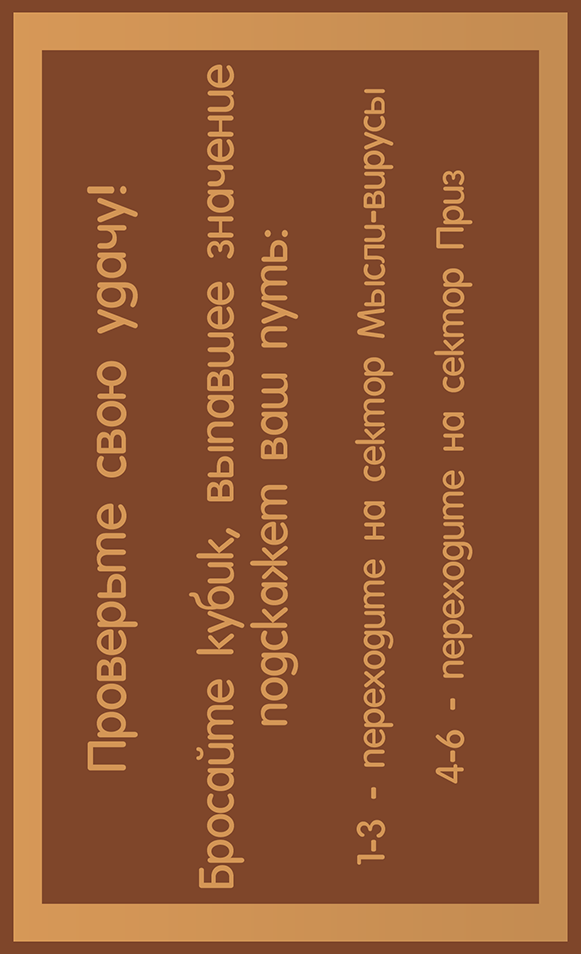 Проверьте свою удачу!
Бросайте кубик, выпавшее значение
подскажет ваш путь:
1-3 - переходите на сектор Мысли-вирусы
4-6 - переходите на сектор Приз